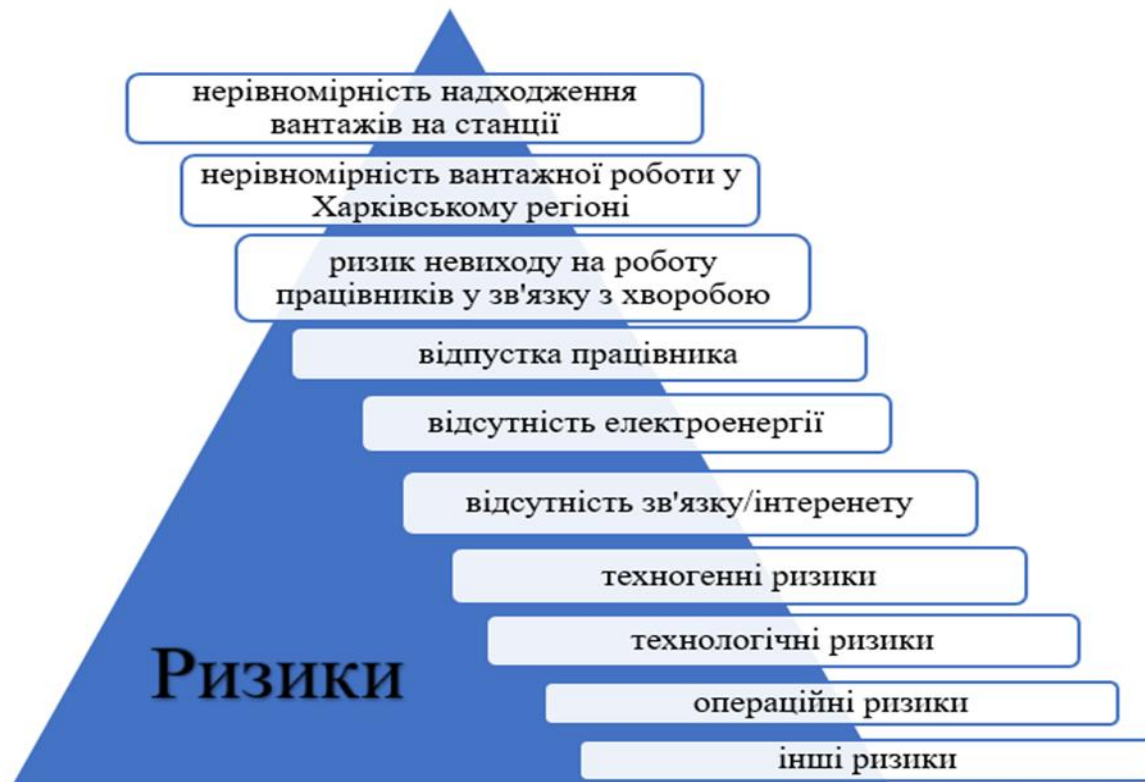 нерівномірність надходження
вантажів на станції
нерівномірність вантажної роботи у
Харківському регіоні
ризик невиходу на роботу
працівників у зв'язку з хворобою
відпустка працівника
відсутність електроенергії
відсутність зв'язку/інтеренету
техногенні ризики
технологічні ризики
Ризики
операційні ризики
інші ризики